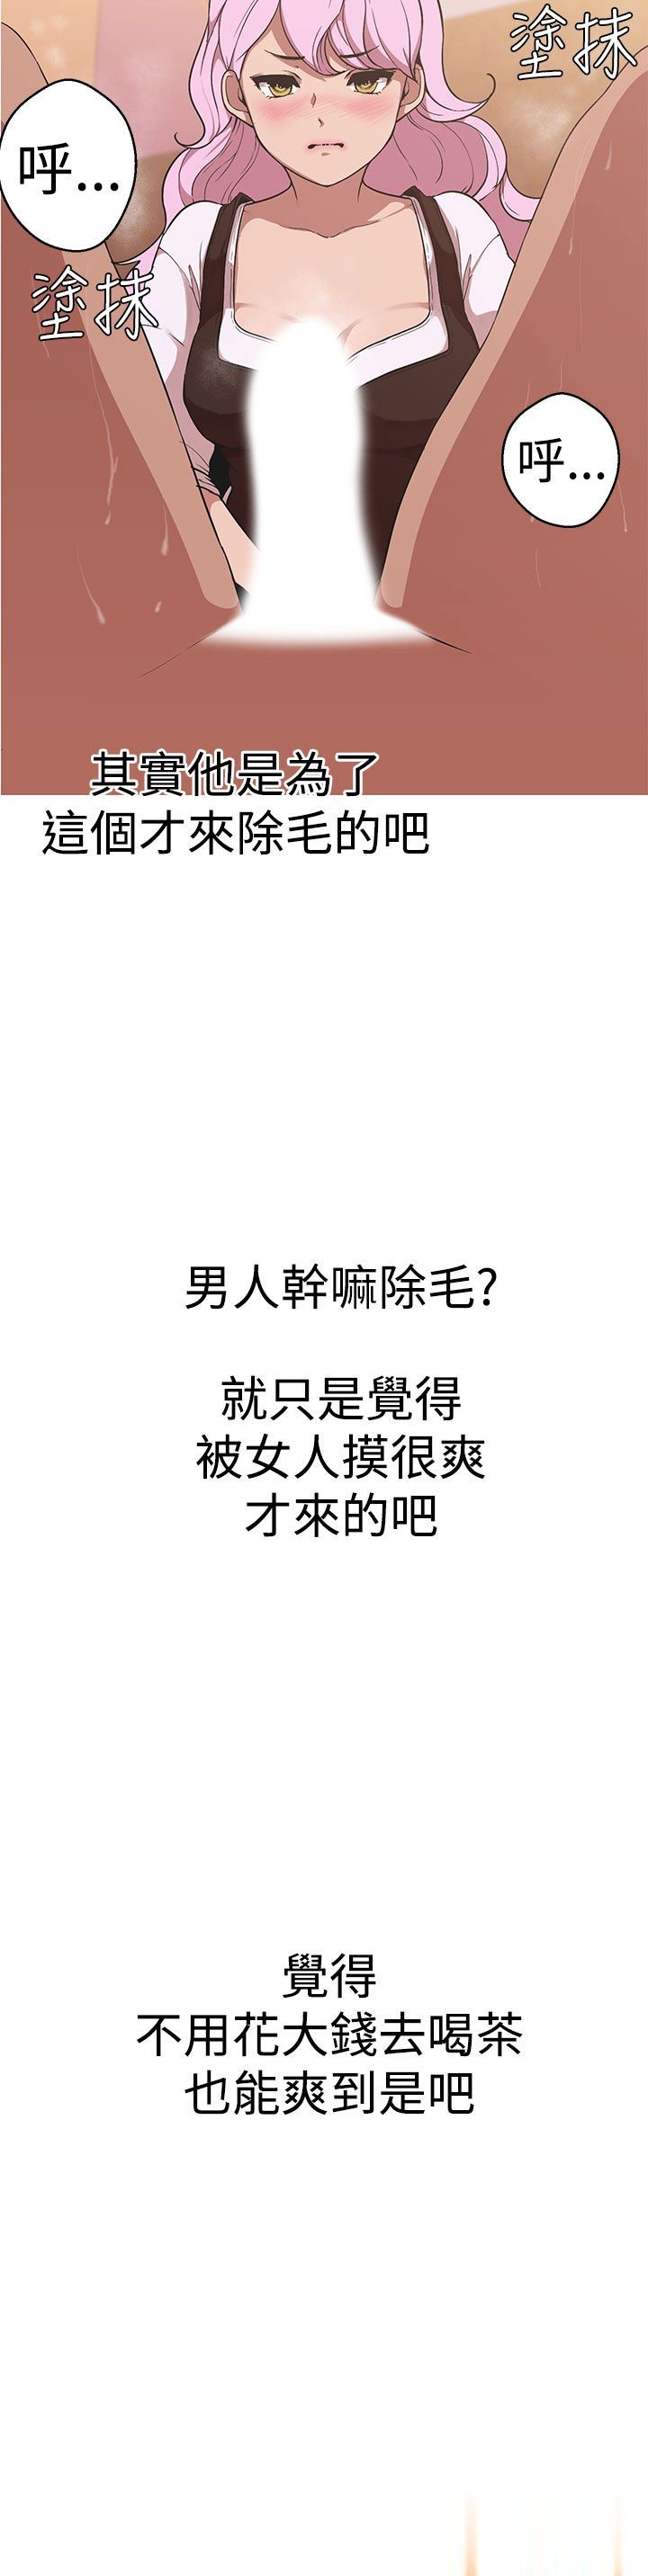 塗抹
呼...
塗抹
呼...
其實他是為了
這個才來除毛的吧
男人幹嘛除毛?
就只是覺得
被女人摸很爽
才來的吧
覺得
不用花大錢去喝茶
也能爽到是吧